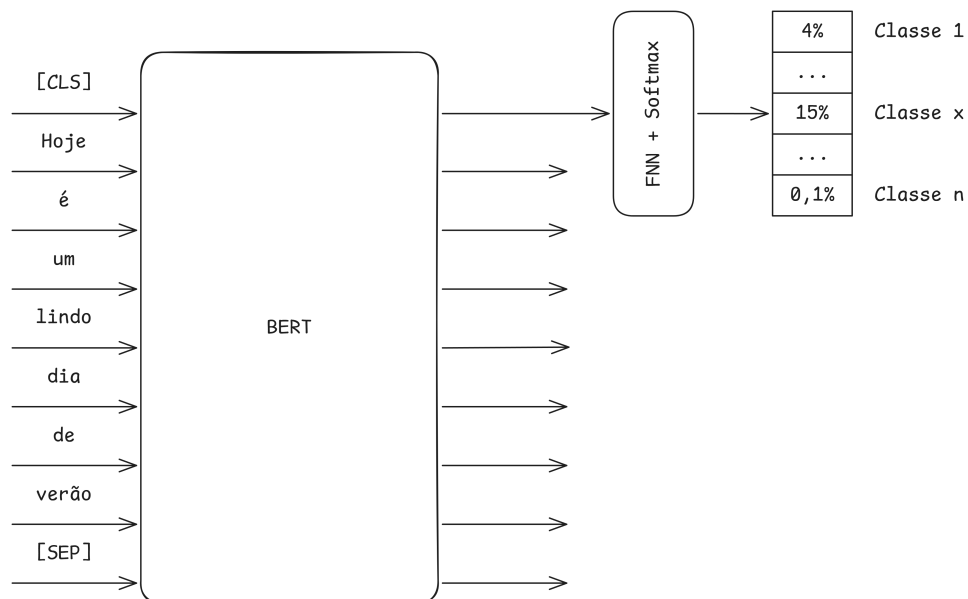 [CLS]
Hoje
é
um
lindo
dia
de
verão
[SEP]
BERT
FNN + Softmax
4% Classe 1
...
15% Classe x
...
0,1% Classe n